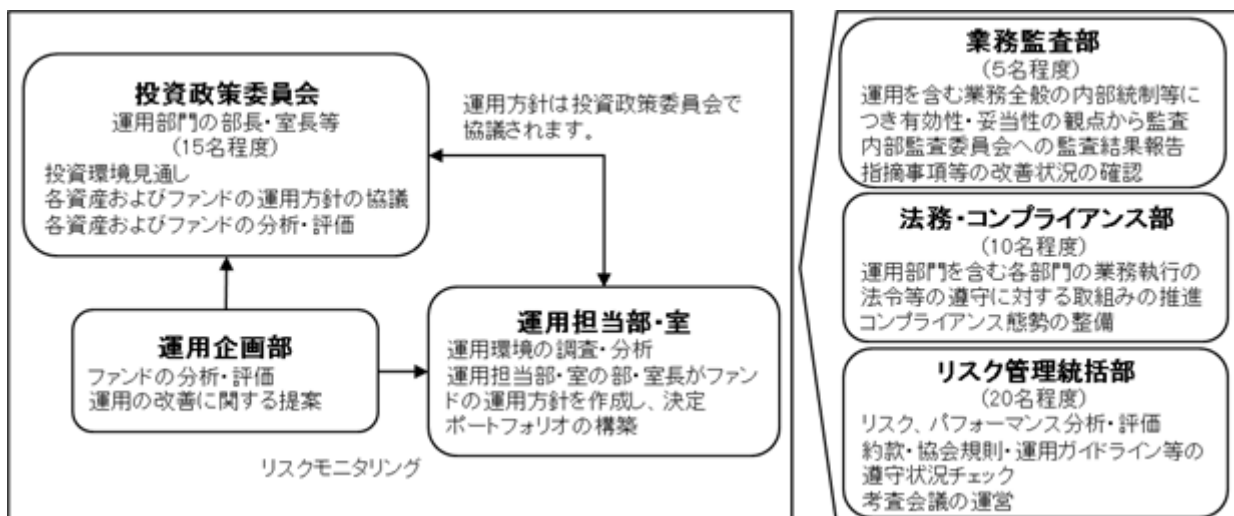 投資政策委員会
運用部門の部長・室長等
(15名程度)
投資環境見通し
各資産およびファンドの運用方針の協議
各資産およびファンドの分析・評価
運用方針は投資政策委員会で
協議されます。
運用企画部
ファンドの分析・評価
運用の改善に関する提案
運用担当部・室
運用環境の調査・分析
運用担当部・室の部・室長がファン
ドの運用方針を作成し、決定
ポートフォリオの構築
リスクモニタリング
業務監査部
(5名程度)
運用を含む業務全般の内部統制等に
つき有効性・妥当性の観点から監査
内部監査委員会への監査結果報告
指摘事項等の改善状況の確認
法務・コンプライアンス部
(10名程度)
運用部門を含む各部門の業務執行の
法令等の遵守に対する取組みの推進
コンプライアンス態勢の整備
リスク管理統括部
(20名程度)
リスク、パフォーマンス分析・評価
約款・協会規則・運用ガイドライン等の
遵守状況チェック
考査会議の運営